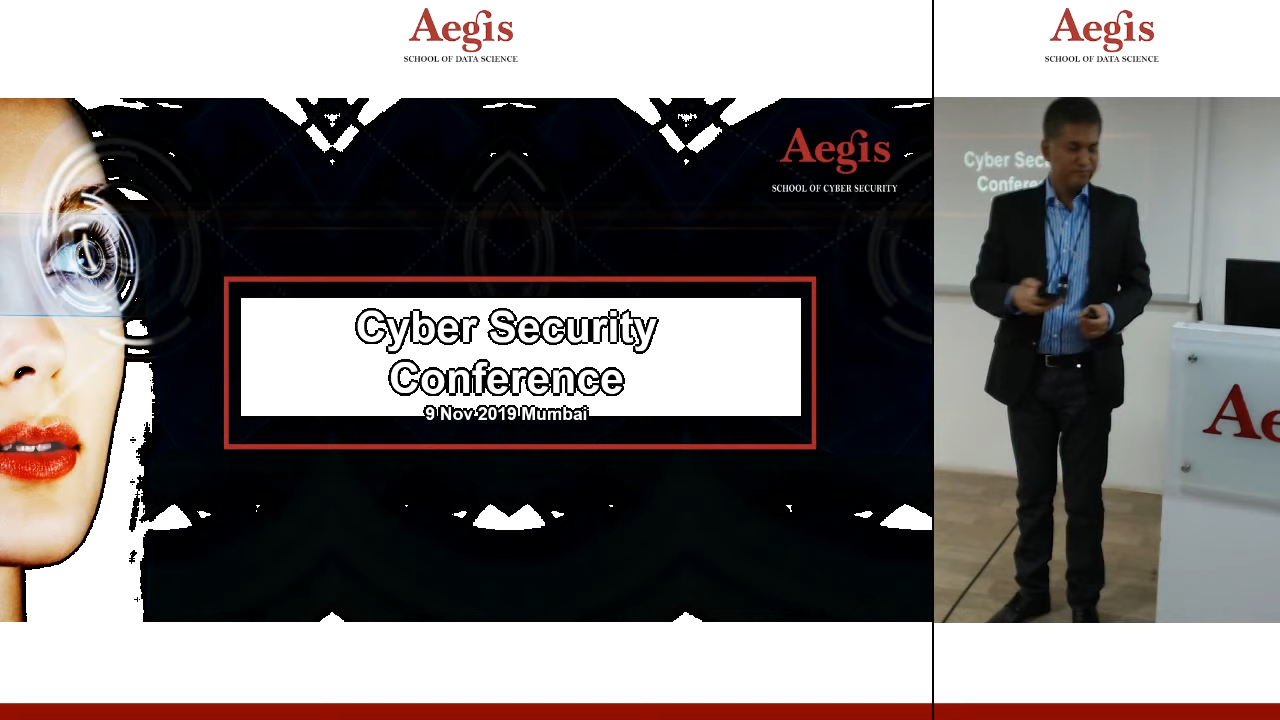 Aegis
SCHOOL OF DATA SCIENCE
Aegis
SCHOOL OF CYBER SECURITY
Cyber Security
Conference
9 Nov 2019 Mumbai
Aegis
SCHOOL OF DATA SCIENCE
Cyber